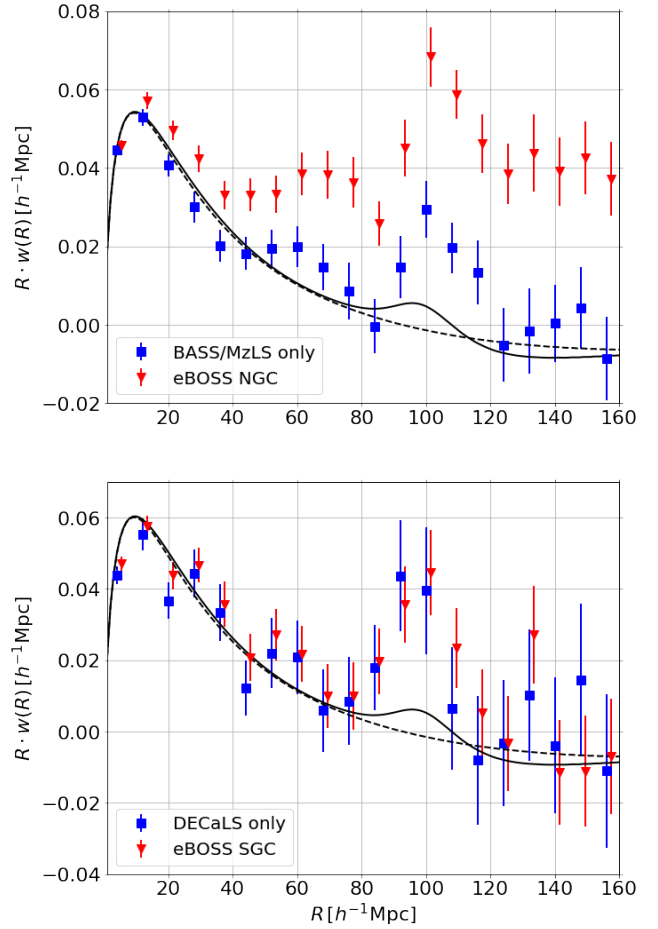 0.08
0.06
0.04
0.02
0.00
−0.02
R · w(R) [h⁻¹Mpc]
BASS/MzLS only
eBOSS NGC
20 40 60 80 100 120 140 160
0.06
0.04
0.02
0.00
−0.02
−0.04
R · w(R) [h⁻¹Mpc]
DECaLS only
eBOSS SGC
20 40 60 80 100 120 140 160
R [h⁻¹Mpc]